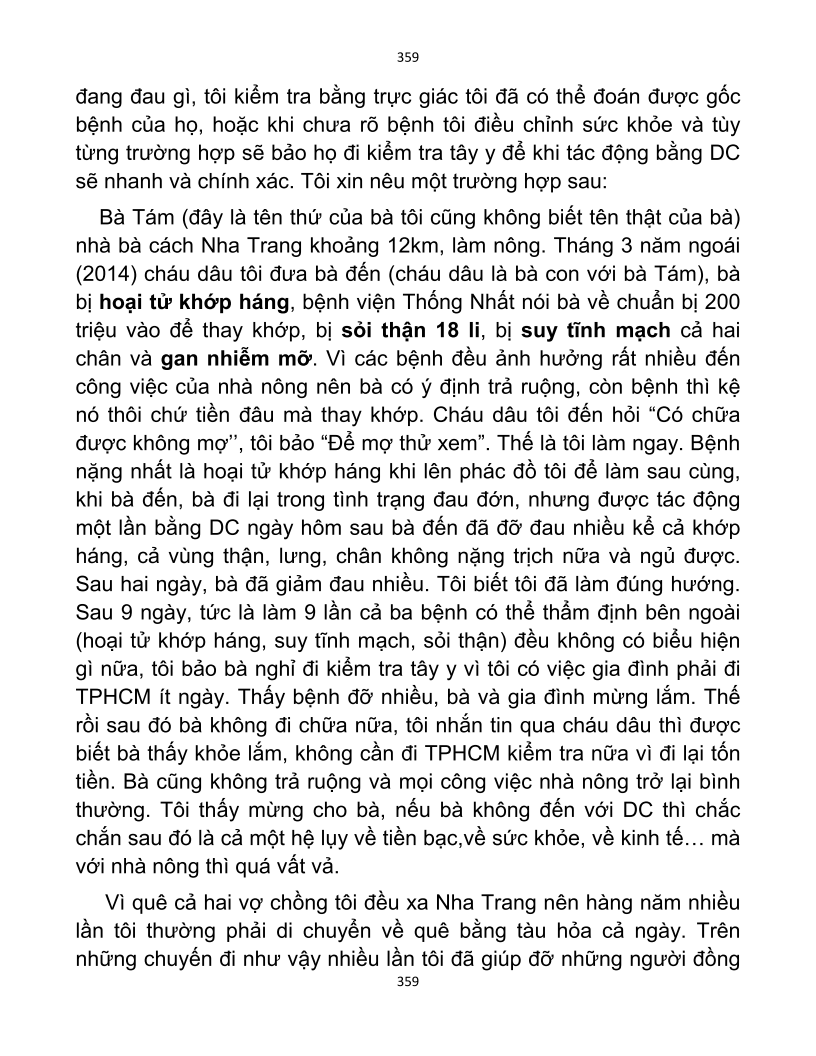 359
đang đau gì, tôi kiểm tra bằng trực giác tôi đã có thể đoán được gốc
bệnh của họ, hoặc khi chưa rõ bệnh tôi điều chỉnh sức khỏe và tùy
từng trường hợp sẽ bảo họ đi kiểm tra tây y để khi tác động bằng DC
sẽ nhanh và chính xác. Tôi xin nêu một trường hợp sau:
Bà Tám (đây là tên thứ của bà tôi cũng không biết tên thật của bà)
nhà bà cách Nha Trang khoảng 12km, làm nông. Tháng 3 năm ngoái
(2014) cháu dâu tôi đưa bà đến (cháu dâu là bà con với bà Tám), bà
bị hoại tử khớp háng, bệnh viện Thống Nhất nói bà về chuẩn bị 200
triệu vào để thay khớp, bị sỏi thận 18 li, bị suy tĩnh mạch cả hai
chân và gan nhiễm mỡ. Vì các bệnh đều ảnh hưởng rất nhiều đến
công việc của nhà nông nên bà có ý định trả ruộng, còn bệnh thì kệ
nó thôi chứ tiền đâu mà thay khớp. Cháu dâu tôi đến hỏi “Có chữa
được không mợ’’, tôi bảo “Để mợ thử xem”. Thế là tôi làm ngay. Bệnh
nặng nhất là hoại tử khớp háng khi lên phác đồ tôi để làm sau cùng,
khi bà đến, bà đi lại trong tình trạng đau đớn, nhưng được tác động
một lần bằng DC ngày hôm sau bà đến đã đỡ đau nhiều kể cả khớp
háng, cả vùng thận, lưng, chân không nặng trịch nữa và ngủ được.
Sau hai ngày, bà đã giảm đau nhiều. Tôi biết tôi đã làm đúng hướng.
Sau 9 ngày, tức là làm 9 lần cả ba bệnh có thể thẩm định bên ngoài
(hoại tử khớp háng, suy tĩnh mạch, sỏi thận) đều không có biểu hiện
gì nữa, tôi bảo bà nghỉ đi kiểm tra tây y vì tôi có việc gia đình phải đi
TPHCM ít ngày. Thấy bệnh đỡ nhiều, bà và gia đình mừng lắm. Thế
rồi sau đó bà không đi chữa nữa, tôi nhắn tin qua cháu dâu thì được
biết bà thấy khỏe lắm, không cần đi TPHCM kiểm tra nữa vì đi lại tốn
tiền. Bà cũng không trả ruộng và mọi công việc nhà nông trở lại bình
thường. Tôi thấy mừng cho bà, nếu bà không đến với DC thì chắc
chắn sau đó là cả một hệ lụy về tiền bạc,về sức khỏe, về kinh tế… mà
với nhà nông thì quá vất vả.
Vì quê cả hai vợ chồng tôi đều xa Nha Trang nên hàng năm nhiều
lần tôi thường phải di chuyển về quê bằng tàu hỏa cả ngày. Trên
những chuyến đi như vậy nhiều lần tôi đã giúp đỡ những người đồng
359